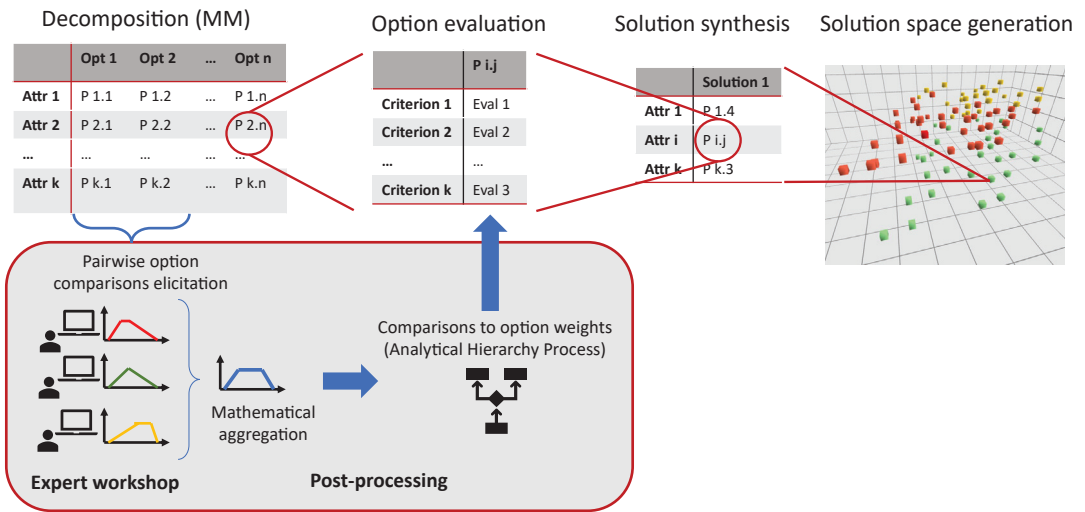 Decomposition (MM)
Option evaluation
Solution synthesis
Solution space generation
Opt 1 Opt 2 ... Opt n
Attr 1 P 1.1 P 1.2 ... P 1.n
Attr 2 P 2.1 P 2.2 ... P 2.n
... ... ... ... ...
Attr k P k.1 P k.2 ... P k.n
P i.j
Criterion 1 Eval 1
Criterion 2 Eval 2
... ...
Criterion k Eval 3
Solution 1
Attr 1 P 1.4
Attr i P i.j
Attr k P k.3
Pairwise option
comparisons elicitation
Mathematical
aggregation
Comparisons to option weights
(Analytical Hierarchy Process)
Expert workshop
Post-processing